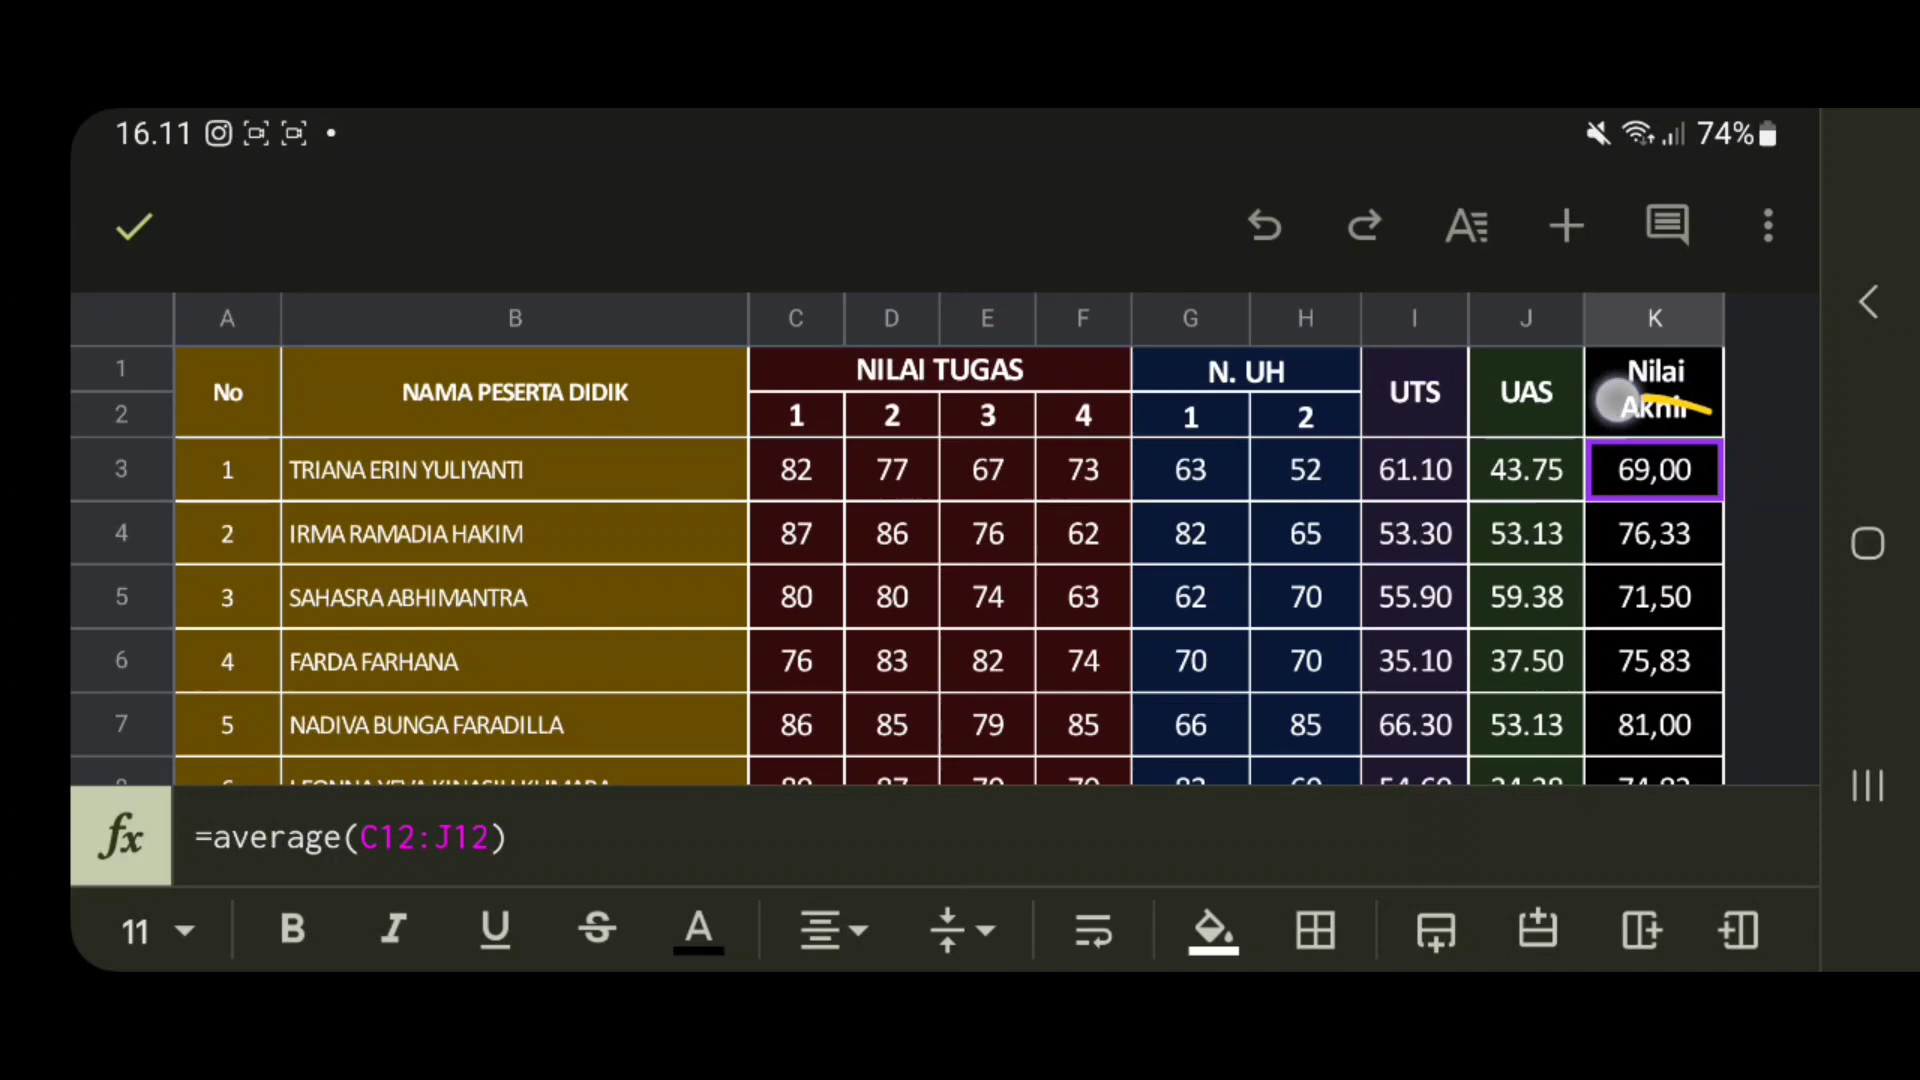 16.11 74%
A B C D E F G H I J K
1 No NAMA PESERTA DIDIK NILAI TUGAS N. UH UTS UAS Nilai Akhir
2 1 2 3 4 1 2
3 1 TRIANA ERIN YULIYANTI 82 77 67 73 63 52 61.10 43.75 69,00
4 2 IRMA RAMADIA HAKIM 87 86 76 62 82 65 53.30 53.13 76,33
5 3 SAHASRA ABHIMANTRA 80 80 74 63 62 70 55.90 59.38 71,50
6 4 FARDA FARHANA 76 83 82 74 70 70 35.10 37.50 75,83
7 5 NADIVA BUNGA FARADILLA 86 85 79 85 66 85 66.30 53.13 81,00
fx =average(C12:J12)
11 B I U S A